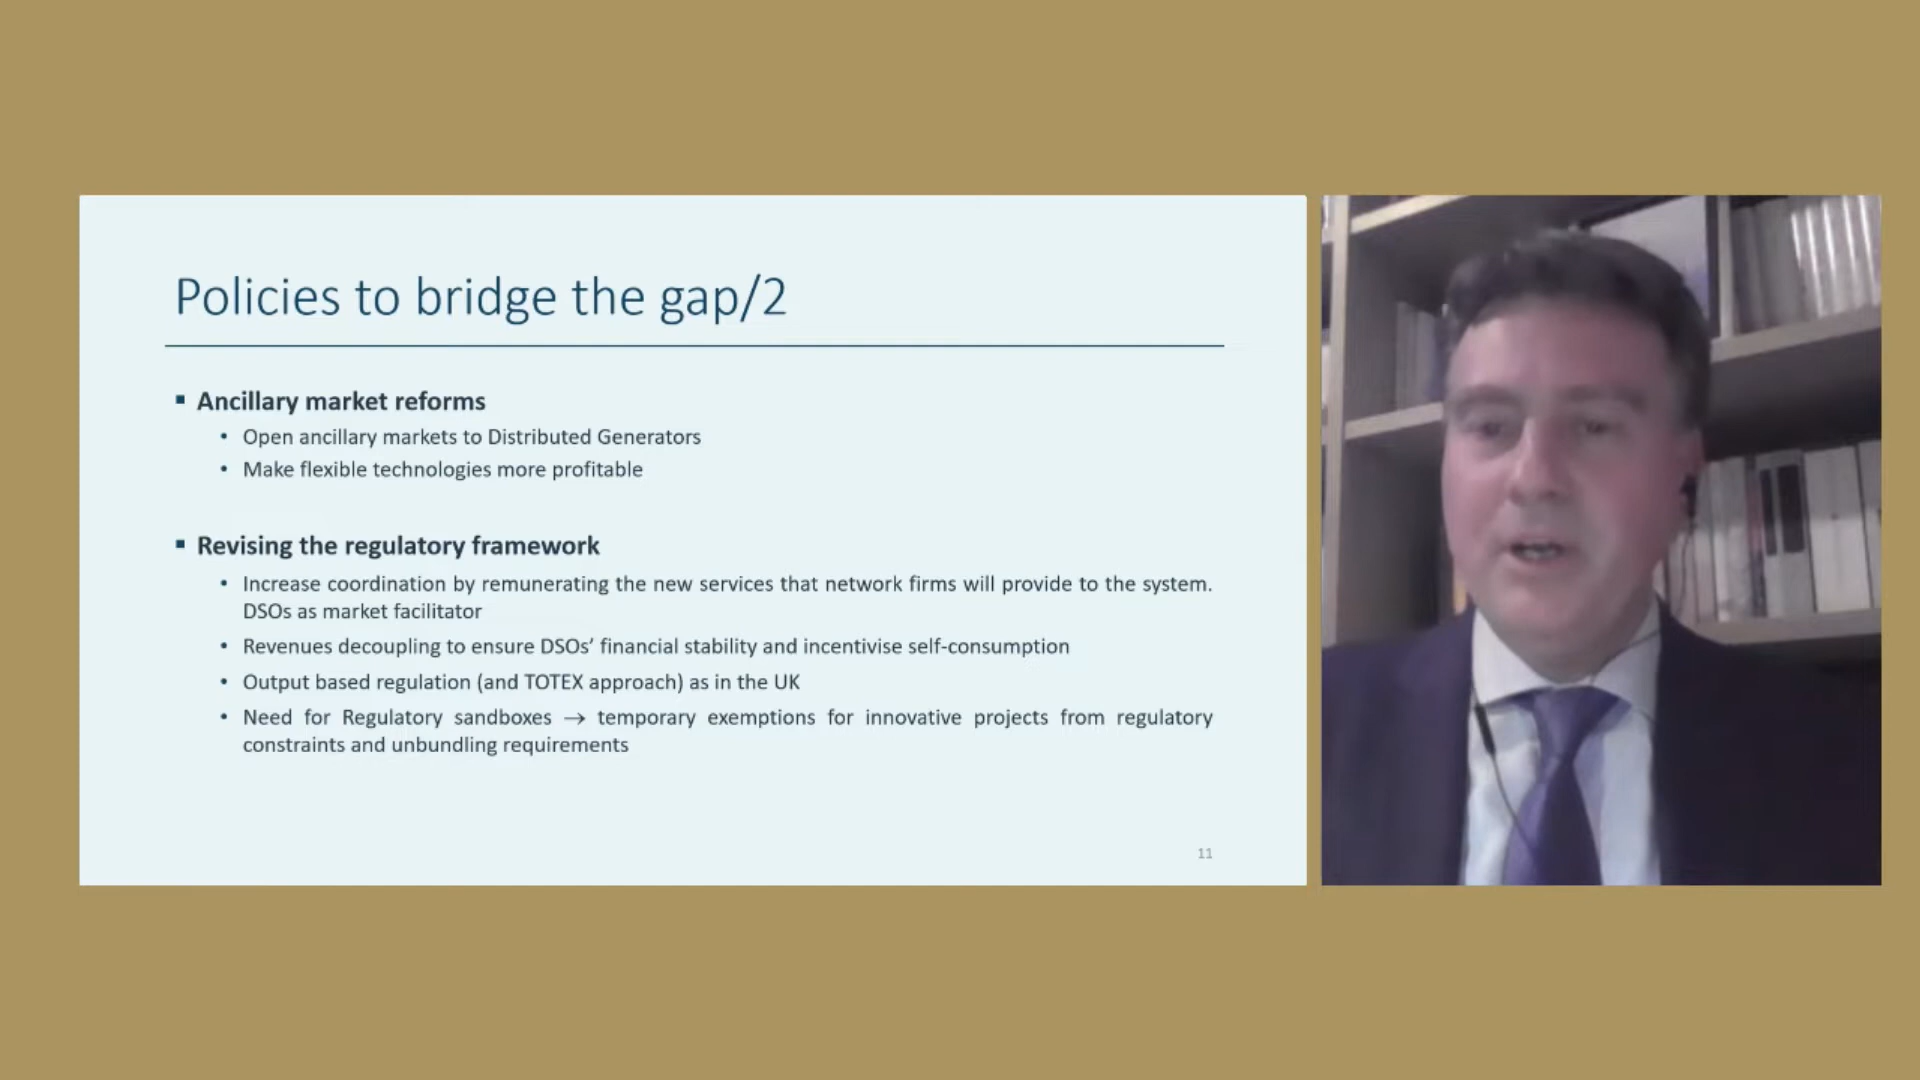 Policies to bridge the gap/2
▪ Ancillary market reforms
• Open ancillary markets to Distributed Generators
• Make flexible technologies more profitable
▪ Revising the regulatory framework
• Increase coordination by remunerating the new services that network firms will provide to the system.
DSOs as market facilitator
• Revenues decoupling to ensure DSOs’ financial stability and incentivise self-consumption
• Output based regulation (and TOTEX approach) as in the UK
• Need for Regulatory sandboxes → temporary exemptions for innovative projects from regulatory
constraints and unbundling requirements
11